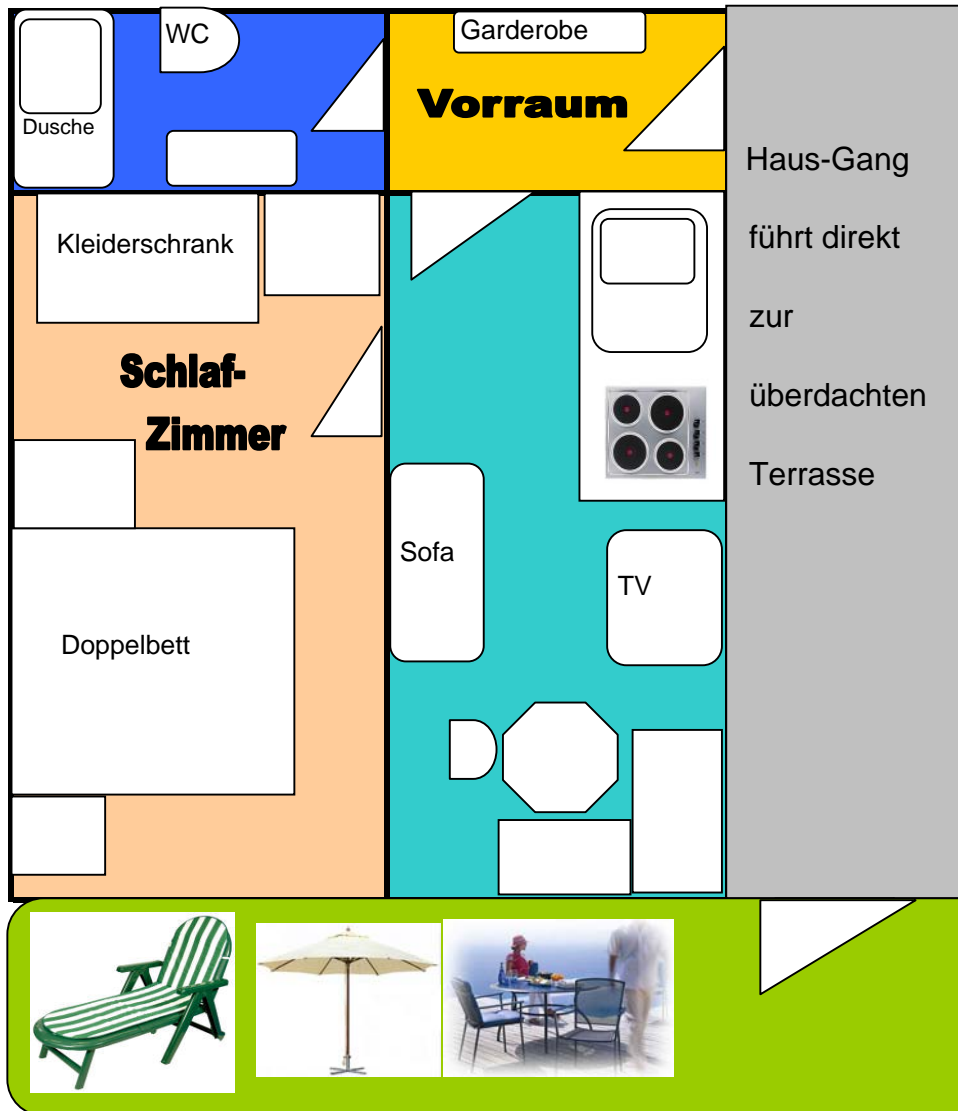 WC
Dusche
Garderobe
Vorraum
Haus-Gang
führt direkt
zur
überdachten
Terrasse
Kleiderschrank
Schlaf-
Zimmer
Doppelbett
Sofa
TV